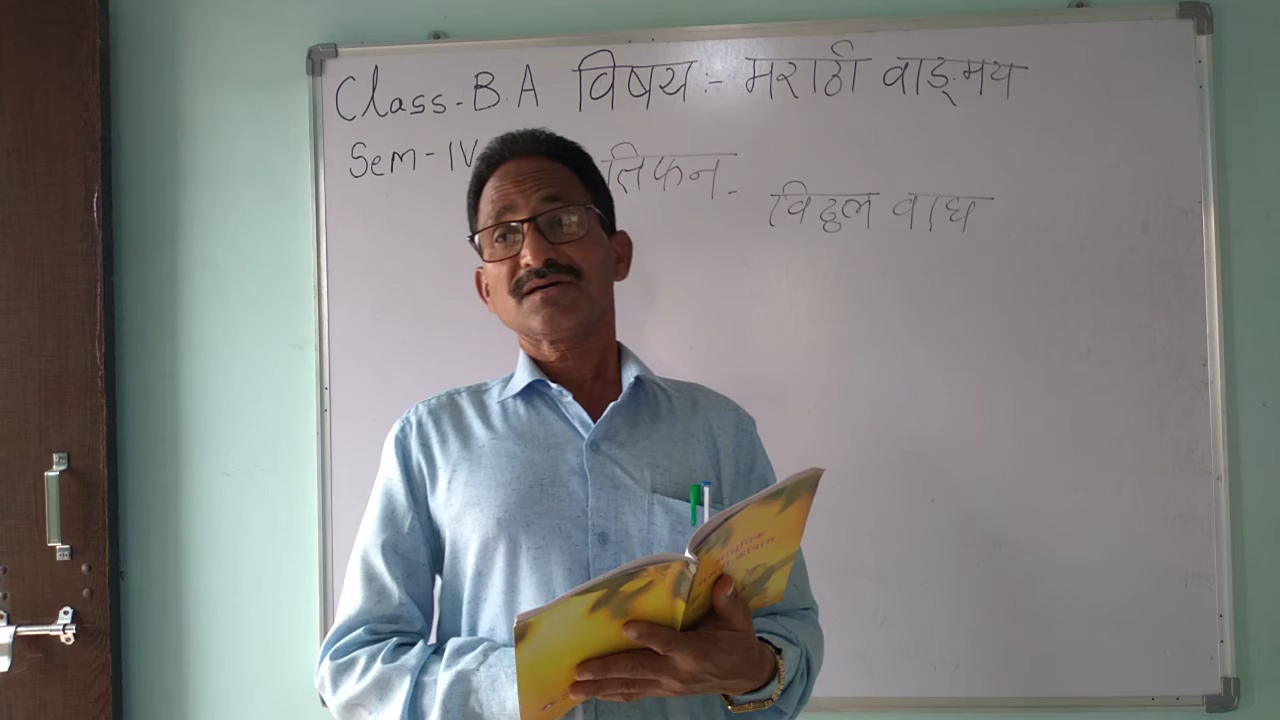 Class-B.A विषय:- मराठी वाङ्मय
Sem-IV तिफन-
विठ्ठल वाघ